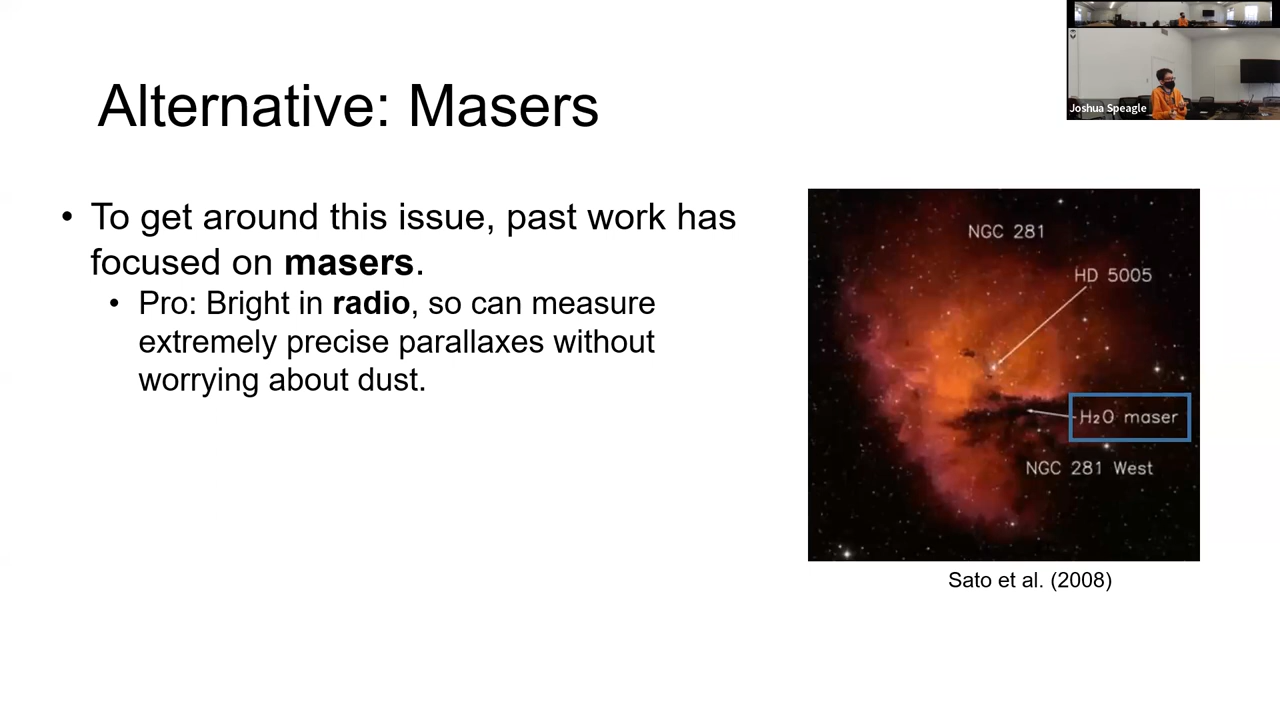 Alternative: Masers
Joshua Speagle
• To get around this issue, past work has
focused on masers.
• Pro: Bright in radio, so can measure
extremely precise parallaxes without
worrying about dust.
NGC 281
HD 5005
H₂O maser
NGC 281 West
Sato et al. (2008)